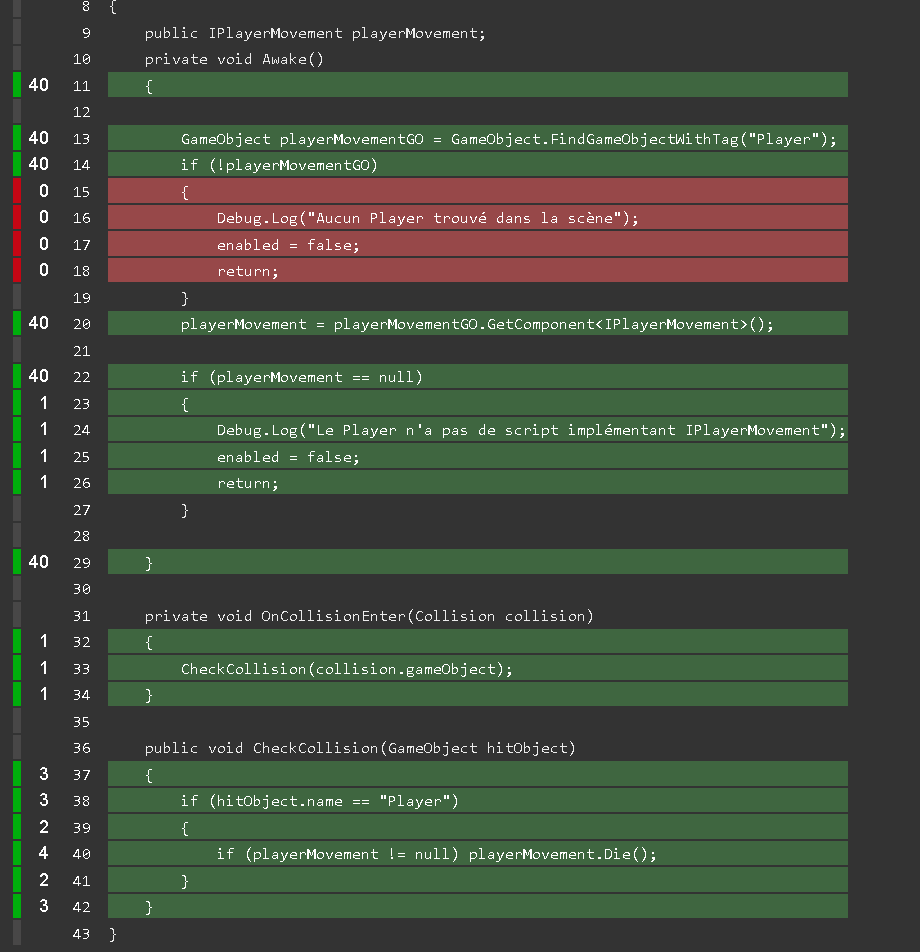 8 {
9 public IPlayerMovement playerMovement;
10 private void Awake()
40 11 {
12
40 13 GameObject playerMovementGO = GameObject.FindGameObjectWithTag("Player");
40 14 if (!playerMovementGO)
0 15 {
0 16 Debug.Log("Aucun Player trouvé dans la scène");
0 17 enabled = false;
0 18 return;
19 }
40 20 playerMovement = playerMovementGO.GetComponent<IPlayerMovement>();
21
40 22 if (playerMovement == null)
1 23 {
1 24 Debug.Log("Le Player n'a pas de script implémentant IPlayerMovement");
1 25 enabled = false;
1 26 return;
27 }
28
40 29 }
30
31 private void OnCollisionEnter(Collision collision)
1 32 {
1 33 CheckCollision(collision.gameObject);
1 34 }
35
36 public void CheckCollision(GameObject hitObject)
3 37 {
3 38 if (hitObject.name == "Player")
2 39 {
4 40 if (playerMovement != null) playerMovement.Die();
2 41 }
3 42 }
43 }